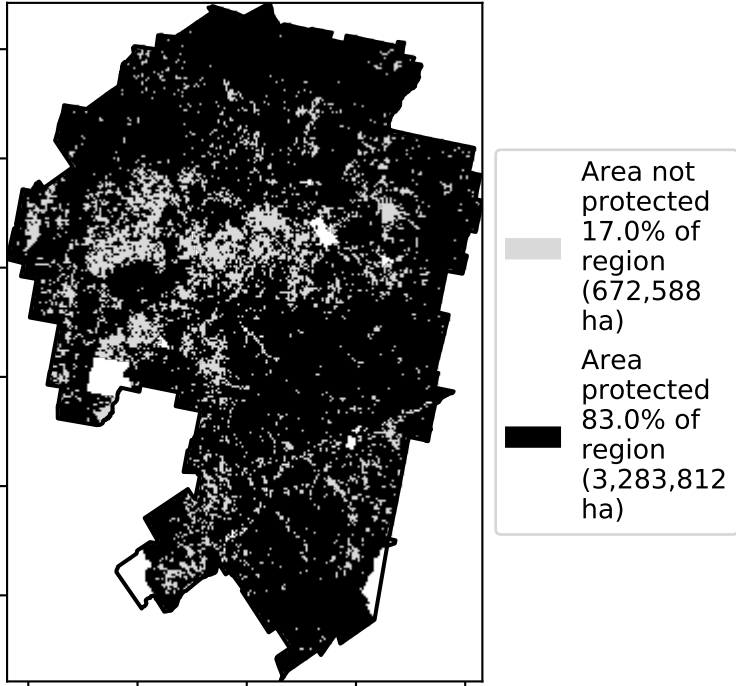 Area not
protected
17.0% of
region
(672,588
ha)
Area
protected
83.0% of
region
(3,283,812
ha)